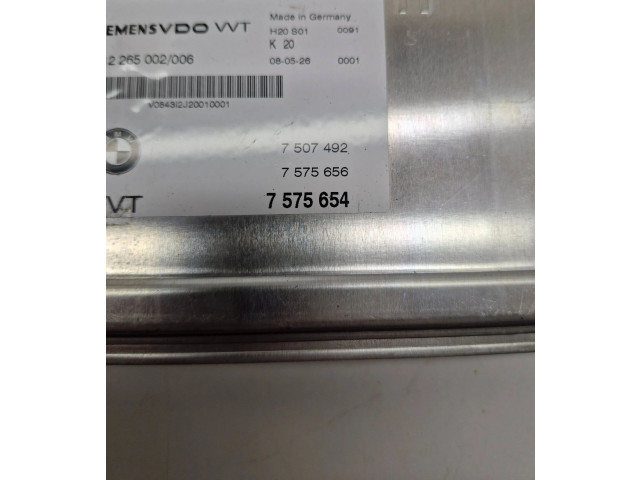 EMENSVDO VVT
Made in Germany
H20 S01 0091
K 20
2 265 002/006
08-05-26 0001
V0843I2J20010001
7 507 492
7 575 656
VT
7 575 654